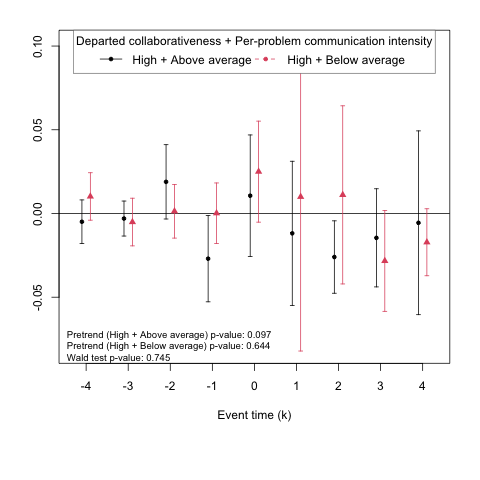 Departed collaborativeness + Per-problem communication intensity
High + Above average High + Below average
0.10
0.05
0.00
-0.05
Pretrend (High + Above average) p-value: 0.097
Pretrend (High + Below average) p-value: 0.644
Wald test p-value: 0.745
-4 -3 -2 -1 0 1 2 3 4
Event time (k)